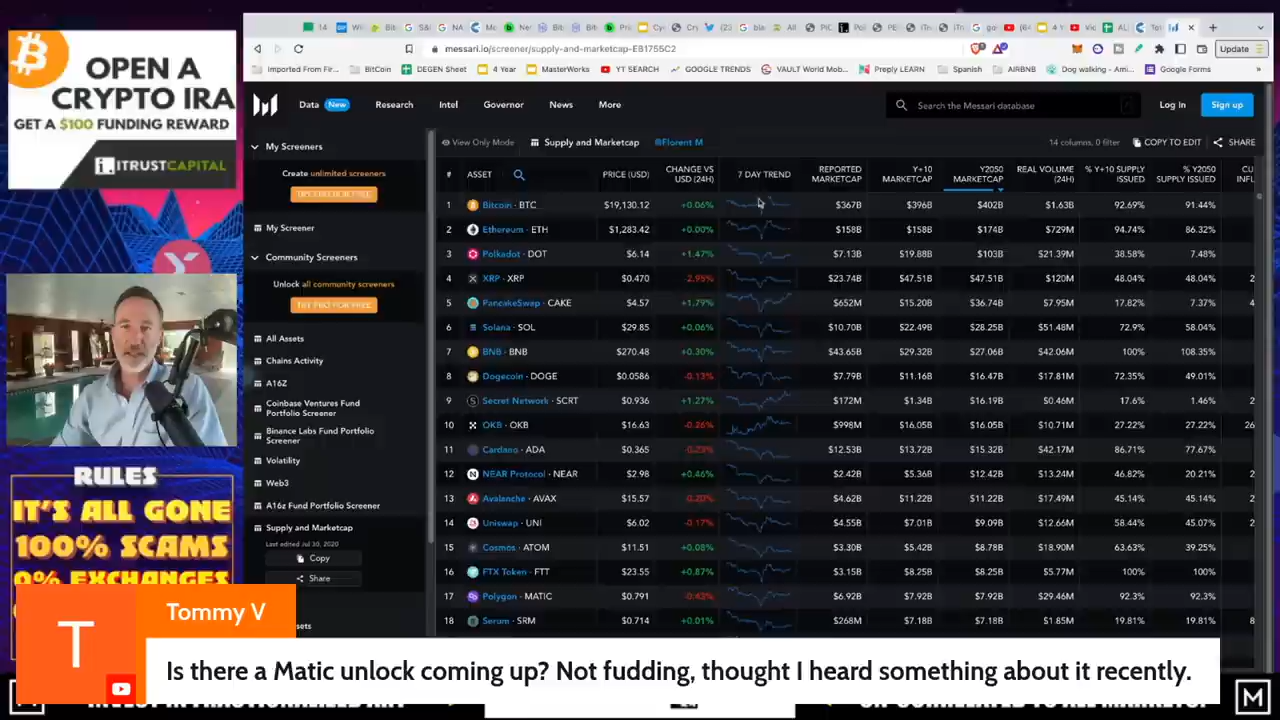 OPEN A
CRYPTO IRA
GET A $100 FUNDING REWARD
ITRUSTCAPITAL
messari.io/screener/supply-and-marketcap-EB1755C2
Update
Imported From Fir...
BitCoin
DEGEN Sheet
4 Year
MasterWorks
YT SEARCH
GOOGLE TRENDS
VAULT World Mob...
Preply LEARN
Spanish
AIRBNB
Dog walking - Ami...
Google Forms
Data New Research Intel Governor News More
Search the Messari database
Log In Sign up
My Screeners
Create unlimited screeners
My Screener
Community Screeners
Unlock all community screeners
TRY PRO FOR FREE
All Assets
Chains Activity
A16Z
Coinbase Ventures Fund
Portfolio Screener
Binance Labs Fund Portfolio
Screener
Volatility
Web3
A16z Fund Portfolio Screener
Supply and Marketcap
Last edited Jul 30, 2020
Copy
Share
View Only Mode Supply and Marketcap @Florent M 14 columns, 0 filter COPY TO EDIT SHARE
# ASSET PRICE (USD) CHANGE VS USD (24H) 7 DAY TREND REPORTED MARKETCAP Y+10 MARKETCAP Y2050 MARKETCAP REAL VOLUME (24H) % Y+10 SUPPLY ISSUED % Y2050 SUPPLY ISSUED
1 Bitcoin · BTC $19,130.12 +0.06% $367B $396B $402B $1.63B 92.69% 91.44%
2 Ethereum · ETH $1,283.42 +0.00% $158B $158B $174B $729M 94.74% 86.32%
3 Polkadot · DOT $6.14 +1.47% $7.13B $19.88B $103B $21.39M 38.58% 7.48%
4 XRP · XRP $0.470 -2.95% $23.74B $47.51B $47.51B $120M 48.04% 48.04%
5 PancakeSwap · CAKE $4.57 +1.79% $652M $15.20B $36.74B $7.95M 17.82% 7.37%
6 Solana · SOL $29.85 +0.06% $10.70B $22.49B $28.25B $51.48M 72.9% 58.04%
7 BNB · BNB $270.48 +0.30% $43.65B $29.32B $27.06B $42.06M 100% 108.35%
8 Dogecoin · DOGE $0.0586 -0.13% $7.79B $11.16B $16.47B $17.81M 72.35% 49.01%
9 Secret Network · SCRT $0.936 +1.27% $172M $1.34B $16.19B $0.46M 17.6% 1.46%
10 OKB · OKB $16.63 -0.26% $998M $16.05B $16.05B $10.71M 27.22% 27.22%
11 Cardano · ADA $0.365 -0.23% $12.53B $13.72B $15.32B $42.17M 86.71% 77.67%
12 NEAR Protocol · NEAR $2.98 +0.46% $2.42B $5.36B $12.42B $13.24M 46.82% 20.21%
13 Avalanche · AVAX $15.57 -0.20% $4.62B $11.22B $11.22B $17.49M 45.14% 45.14%
14 Uniswap · UNI $6.02 -0.17% $4.55B $7.01B $9.09B $12.66M 58.44% 45.07%
15 Cosmos · ATOM $11.51 +0.08% $3.30B $5.42B $8.78B $18.90M 63.63% 39.25%
16 FTX Token · FTT $23.55 +0.87% $3.15B $8.25B $8.25B $5.77M 100% 100%
17 Polygon · MATIC $0.791 -0.43% $6.92B $7.92B $7.92B $29.46M 92.3% 92.3%
18 Serum · SRM $0.714 +0.01% $268M $7.18B $7.18B $1.85M 19.81% 19.81%
RULES
IT'S ALL GONE
100% SCAMS
0% EXCHANGES
T
Tommy V
Is there a Matic unlock coming up? Not fudding, thought I heard something about it recently.